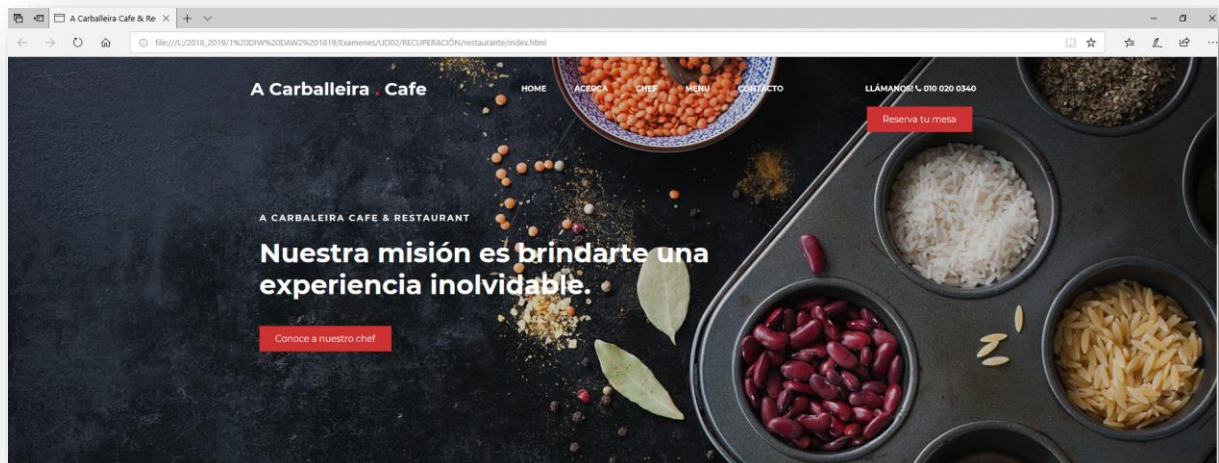 A Carballeira Cafe & Re
file:///L:/2018_2019/1%20DIW%20DAW2%201819/Examenes/UD02/RECUPERACIÓN/restaurante/index.html
A Carballeira . Cafe
HOME ACERCA CHEF MENU CONTACTO
LLÁMANOS! 010 020 0340
Reserva tu mesa
A CARBALEIRA CAFE & RESTAURANT
Nuestra misión es brindarte una
experiencia inolvidable.
Conoce a nuestro chef